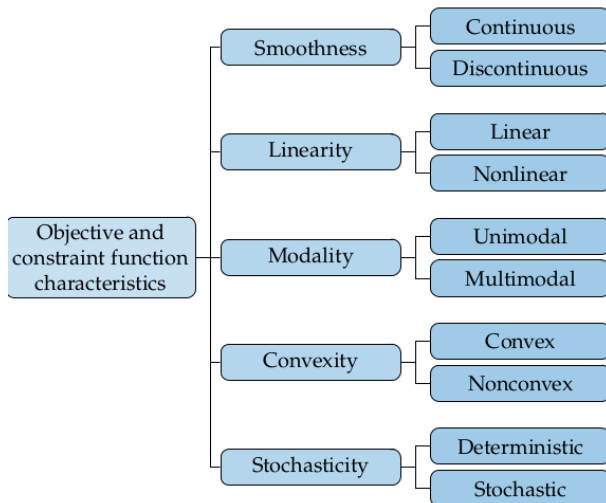 Objective and
constraint function
characteristics
Smoothness
Continuous
Discontinuous
Linearity
Linear
Nonlinear
Modality
Unimodal
Multimodal
Convexity
Convex
Nonconvex
Stochasticity
Deterministic
Stochastic